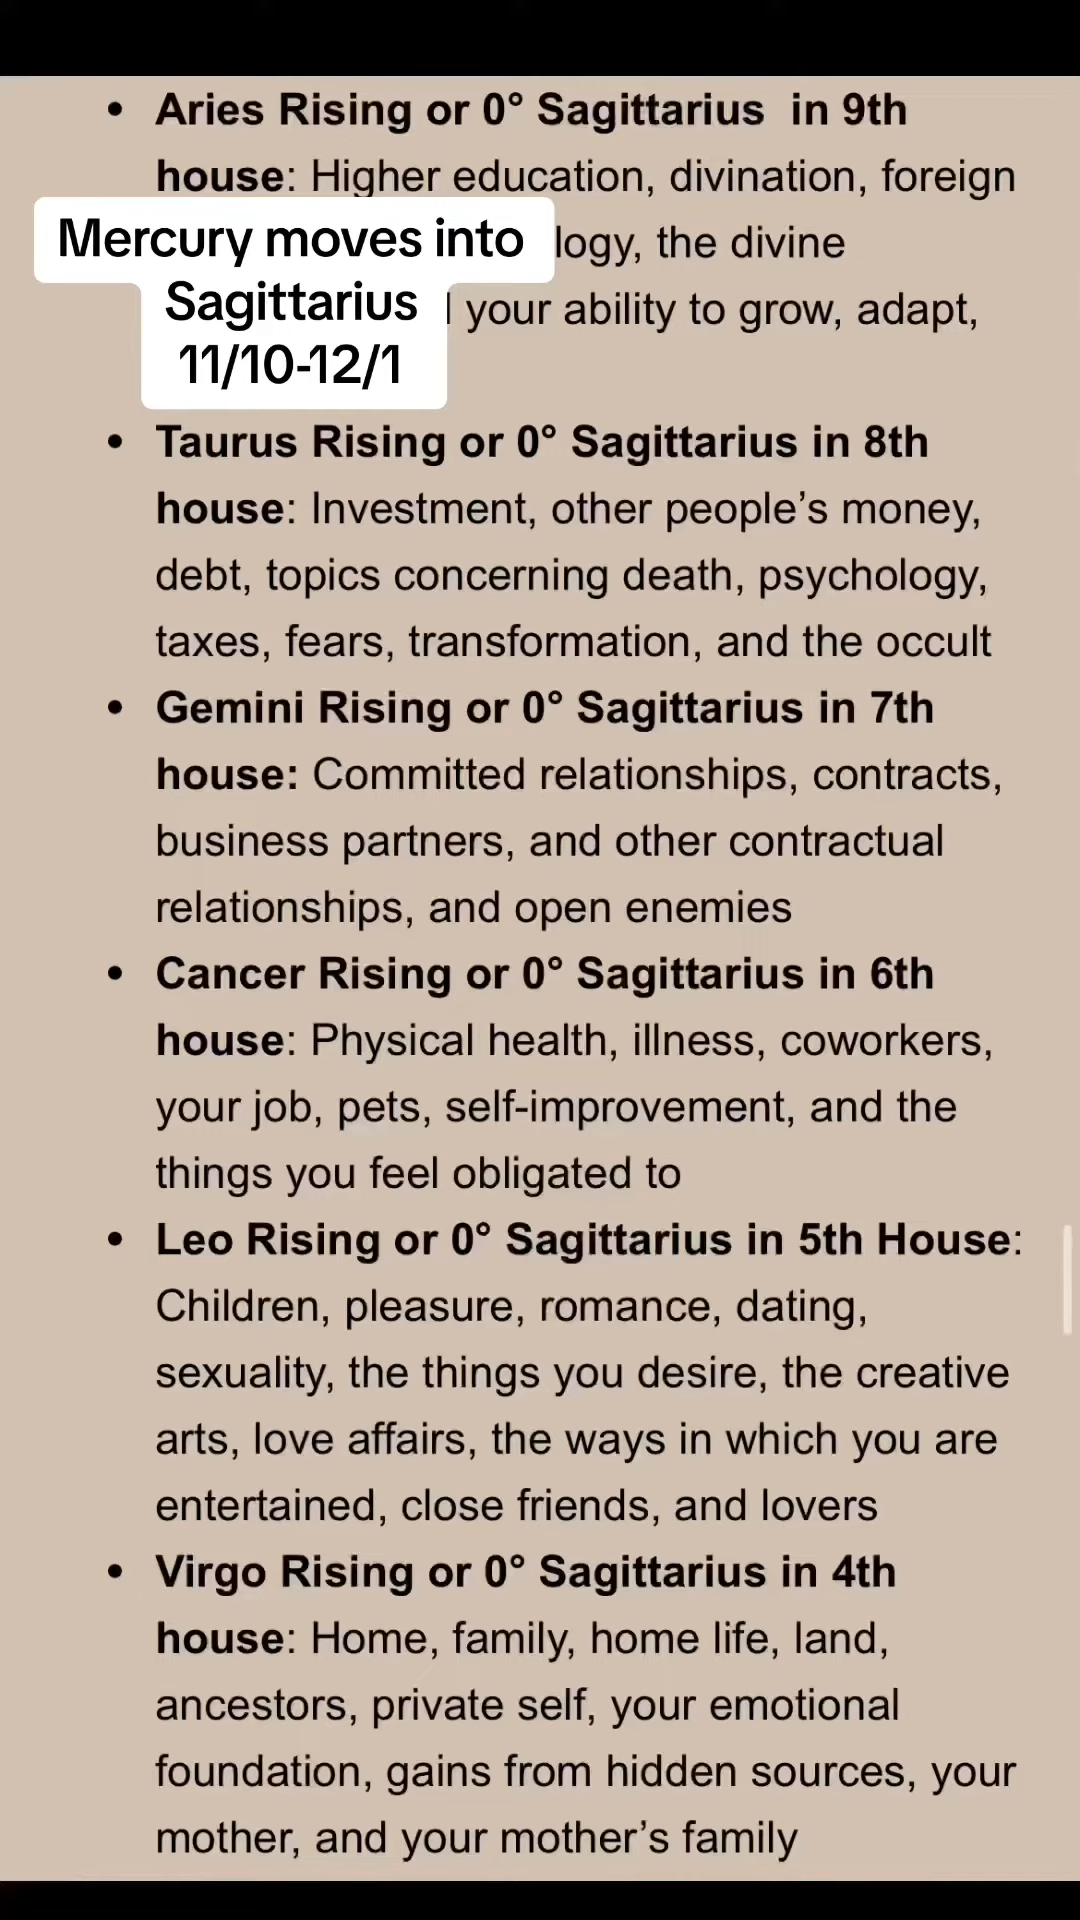 • Aries Rising or 0° Sagittarius in 9th
house: Higher education, divination, foreign
Mercury moves into
Sagittarius
11/10-12/1
the divine
your ability to grow, adapt,
• Taurus Rising or 0° Sagittarius in 8th
house: Investment, other people’s money,
debt, topics concerning death, psychology,
taxes, fears, transformation, and the occult
• Gemini Rising or 0° Sagittarius in 7th
house: Committed relationships, contracts,
business partners, and other contractual
relationships, and open enemies
• Cancer Rising or 0° Sagittarius in 6th
house: Physical health, illness, coworkers,
your job, pets, self-improvement, and the
things you feel obligated to
• Leo Rising or 0° Sagittarius in 5th House:
Children, pleasure, romance, dating,
sexuality, the things you desire, the creative
arts, love affairs, the ways in which you are
entertained, close friends, and lovers
• Virgo Rising or 0° Sagittarius in 4th
house: Home, family, home life, land,
ancestors, private self, your emotional
foundation, gains from hidden sources, your
mother, and your mother’s family